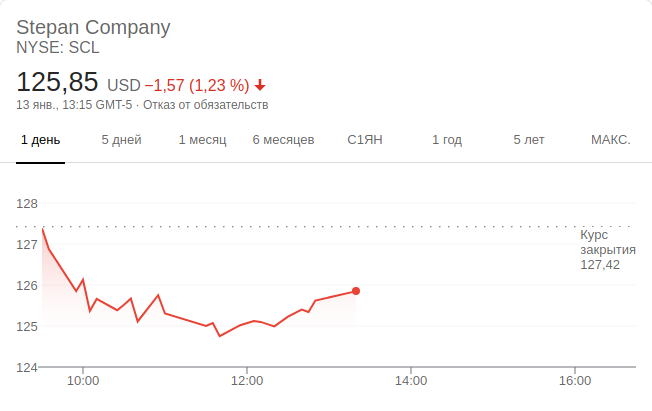 Stepan Company
NYSE: SCL
125,85 USD −1,57 (1,23 %)
13 янв., 13:15 GMT-5 · Отказ от обязательств
1 день 5 дней 1 месяц 6 месяцев С1ЯН 1 год 5 лет МАКС.
128
Курс
закрытия
127,42
127
126
125
124
10:00 12:00 14:00 16:00